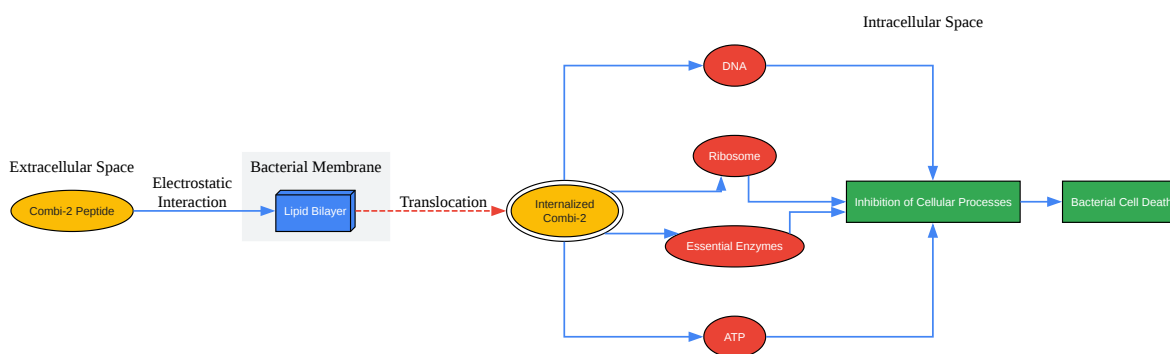 Extracellular Space
Combi-2 Peptide
Electrostatic
Interaction
Bacterial Membrane
Lipid Bilayer
Translocation
Internalized
Combi-2
Intracellular Space
DNA
Ribosome
Essential Enzymes
ATP
Inhibition of Cellular Processes
Bacterial Cell Death